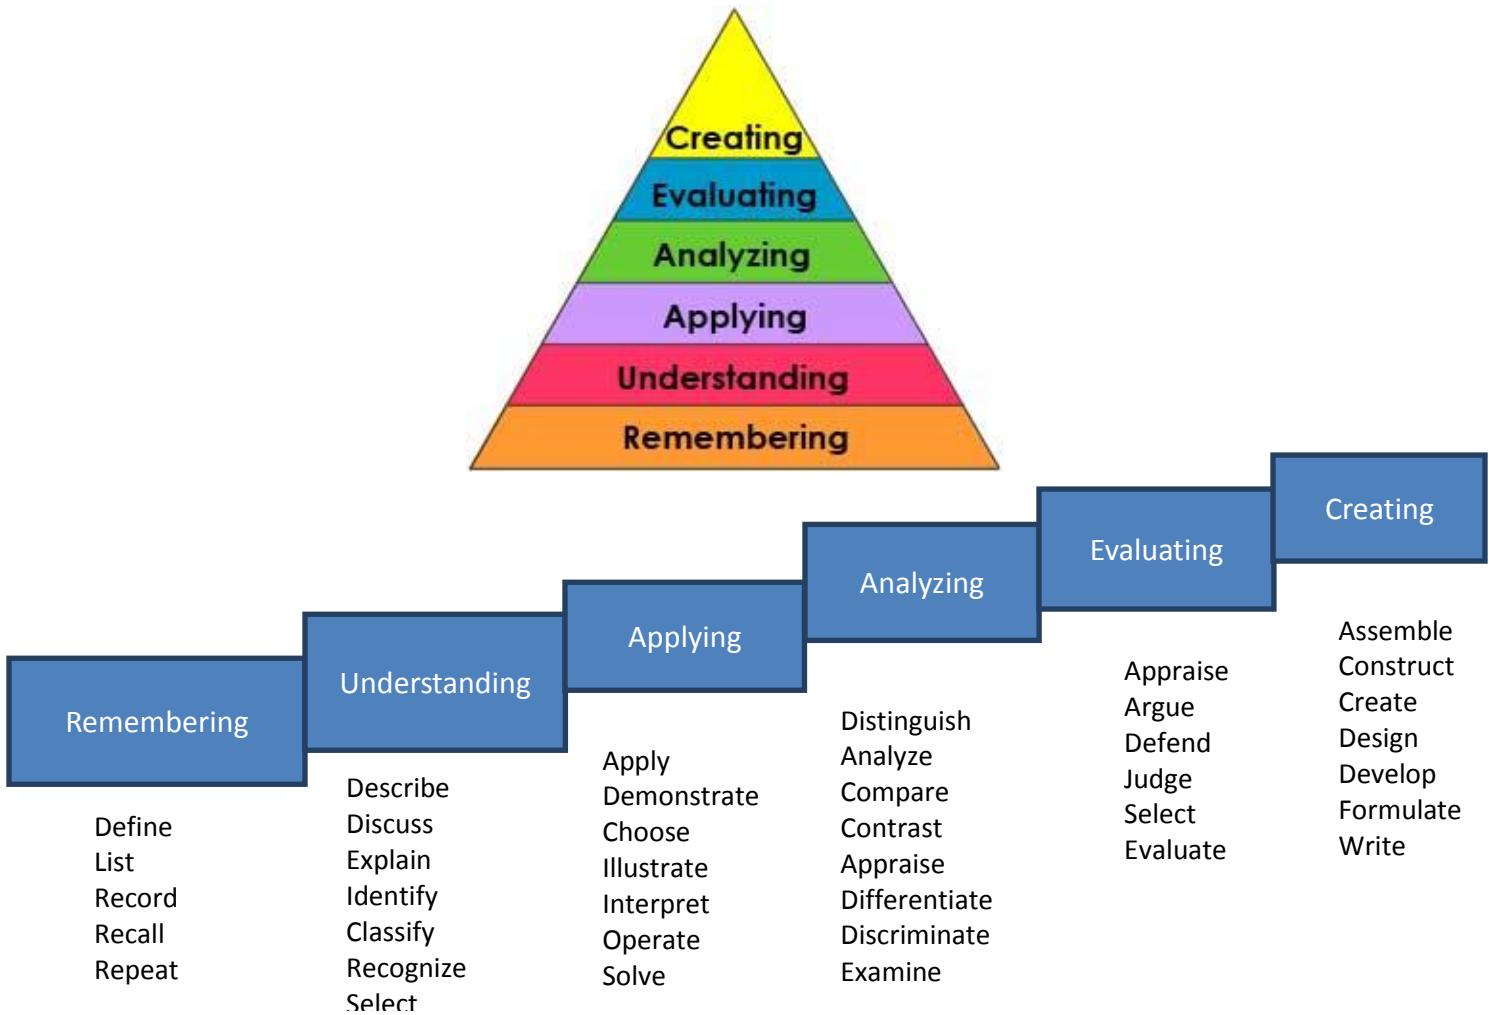 Creating
Evaluating
Analyzing
Applying
Understanding
Remembering
Remembering
Define
List
Record
Recall
Repeat
Understanding
Describe
Discuss
Explain
Identify
Classify
Recognize
Select
Applying
Apply
Demonstrate
Choose
Illustrate
Interpret
Operate
Solve
Analyzing
Distinguish
Analyze
Compare
Contrast
Appraise
Differentiate
Discriminate
Examine
Evaluating
Appraise
Argue
Defend
Judge
Select
Evaluate
Creating
Assemble
Construct
Create
Design
Develop
Formulate
Write